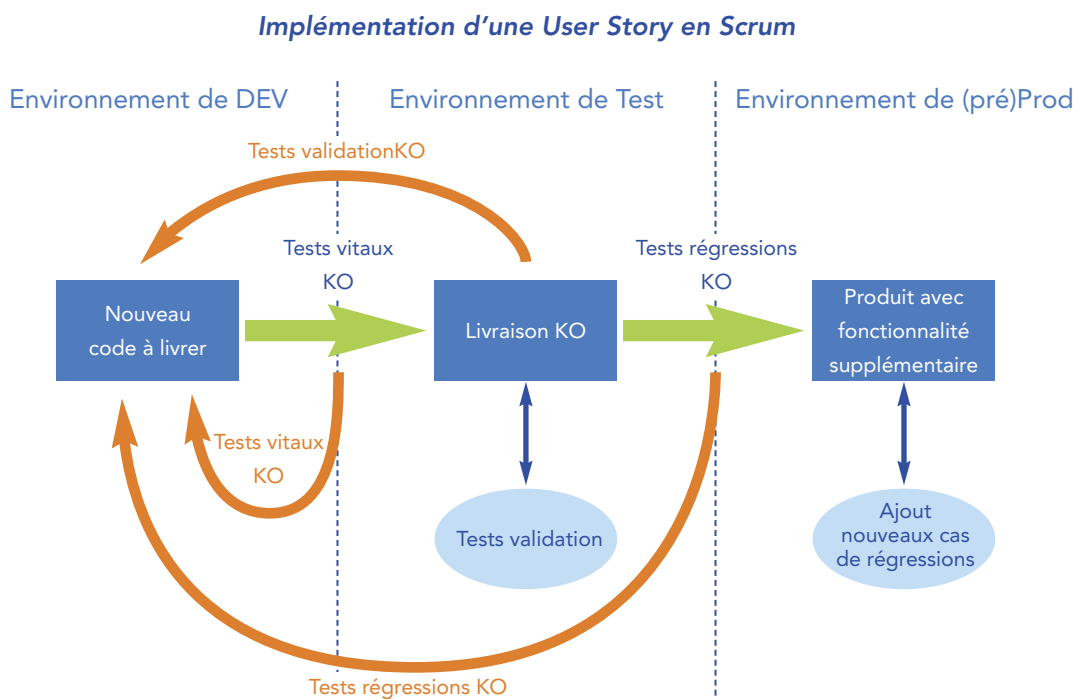 Implémentation d'une User Story en Scrum
Environnement de DEV
Environnement de Test
Environnement de (pré)Prod
Tests validationKO
Tests vitaux
KO
Tests régressions
KO
Nouveau
code à livrer
Livraison KO
Produit avec
fonctionnalité
supplémentaire
Tests vitaux
KO
Tests validation
Ajout
nouveaux cas
de régressions
Tests régressions KO